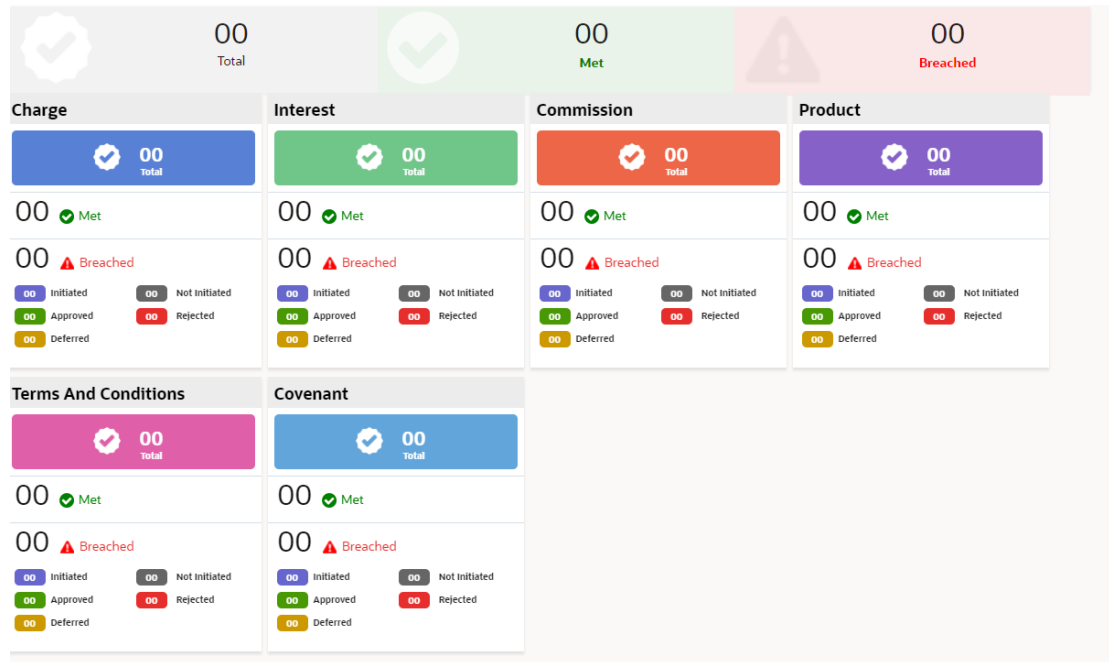 00
Total
00
Met
00
Breached
Charge
00
Total
00 Met
00 Breached
00 Initiated 00 Not Initiated
00 Approved 00 Rejected
00 Deferred
Interest
00
Total
00 Met
00 Breached
00 Initiated 00 Not Initiated
00 Approved 00 Rejected
00 Deferred
Commission
00
Total
00 Met
00 Breached
00 Initiated 00 Not Initiated
00 Approved 00 Rejected
00 Deferred
Product
00
Total
00 Met
00 Breached
00 Initiated 00 Not Initiated
00 Approved 00 Rejected
00 Deferred
Terms And Conditions
00
Total
00 Met
00 Breached
00 Initiated 00 Not Initiated
00 Approved 00 Rejected
00 Deferred
Covenant
00
Total
00 Met
00 Breached
00 Initiated 00 Not Initiated
00 Approved 00 Rejected
00 Deferred